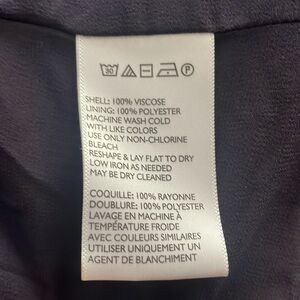 30 P
SHELL: 100% VISCOSE
LINING: 100% POLYESTER
MACHINE WASH COLD
WITH LIKE COLORS
USE ONLY NON-CHLORINE
BLEACH
RESHAPE & LAY FLAT TO DRY
LOW IRON AS NEEDED
MAY BE DRY CLEANED
COQUILLE: 100% RAYONNE
DOUBLURE: 100% POLYESTER
LAVAGE EN MACHINE À
TEMPÉRATURE FROIDE
AVEC COULEURS SIMILAIRES
UTILISER UNIQUEMENT UN
AGENT DE BLANCHIMENT